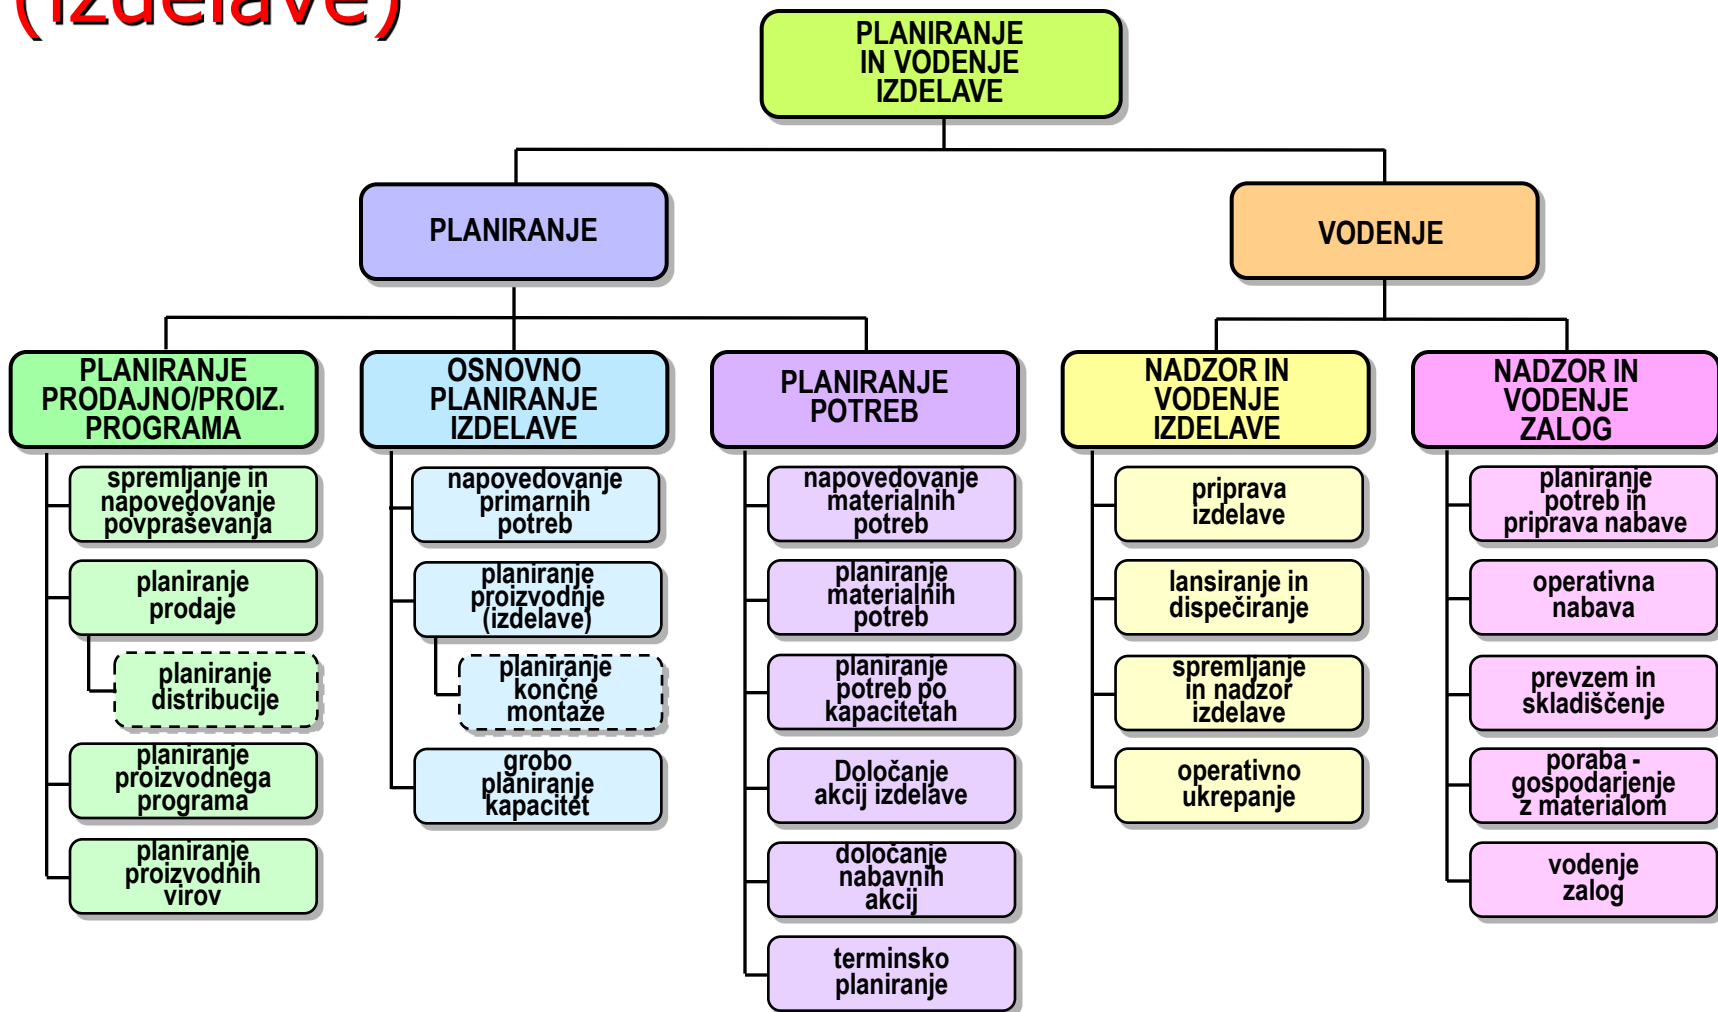 (izdelave)
PLANIRANJE
IN VODENJE
IZDELAVE
PLANIRANJE
VODENJE
PLANIRANJE
PRODAJNO/PROIZ.
PROGRAMA
OSNOVNO
PLANIRANJE
IZDELAVE
PLANIRANJE
POTREB
NADZOR IN
VODENJE
IZDELAVE
NADZOR IN
VODENJE
ZALOG
spremljanje in
napovedovanje
povpraševanja
planiranje
prodaje
planiranje
distribucije
planiranje
proizvodnega
programa
planiranje
proizvodnih
virov
napovedovanje
primarnih
potreb
planiranje
proizvodnje
(izdelave)
planiranje
končne
montaže
grobo
planiranje
kapacitet
napovedovanje
materialnih
potreb
planiranje
materialnih
potreb
planiranje
potreb po
kapacitetah
Določanje
akcij izdelave
določanje
nabavnih
akcij
terminsko
planiranje
priprava
izdelave
lansiranje in
dispečiranje
spremljanje
in nadzor
izdelave
operativno
ukrepanje
planiranje
potreb in
priprava nabave
operativna
nabava
prevzem in
skladiščenje
poraba -
gospodarjenje
z materialom
vodenje
zalog